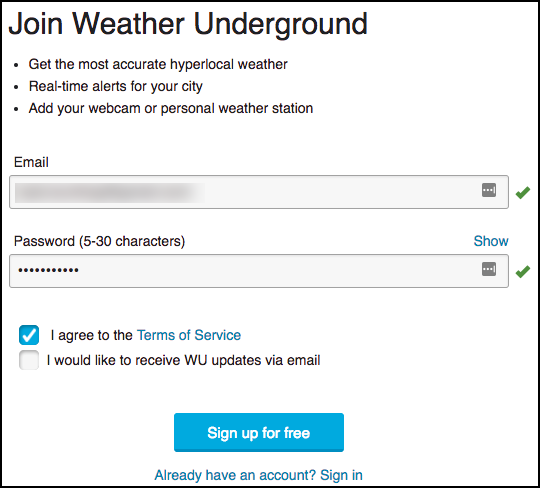 Join Weather Underground
• Get the most accurate hyperlocal weather
• Real-time alerts for your city
• Add your webcam or personal weather station
Email
Password (5-30 characters) Show
•••••••••••
I agree to the Terms of Service
I would like to receive WU updates via email
Sign up for free
Already have an account? Sign in